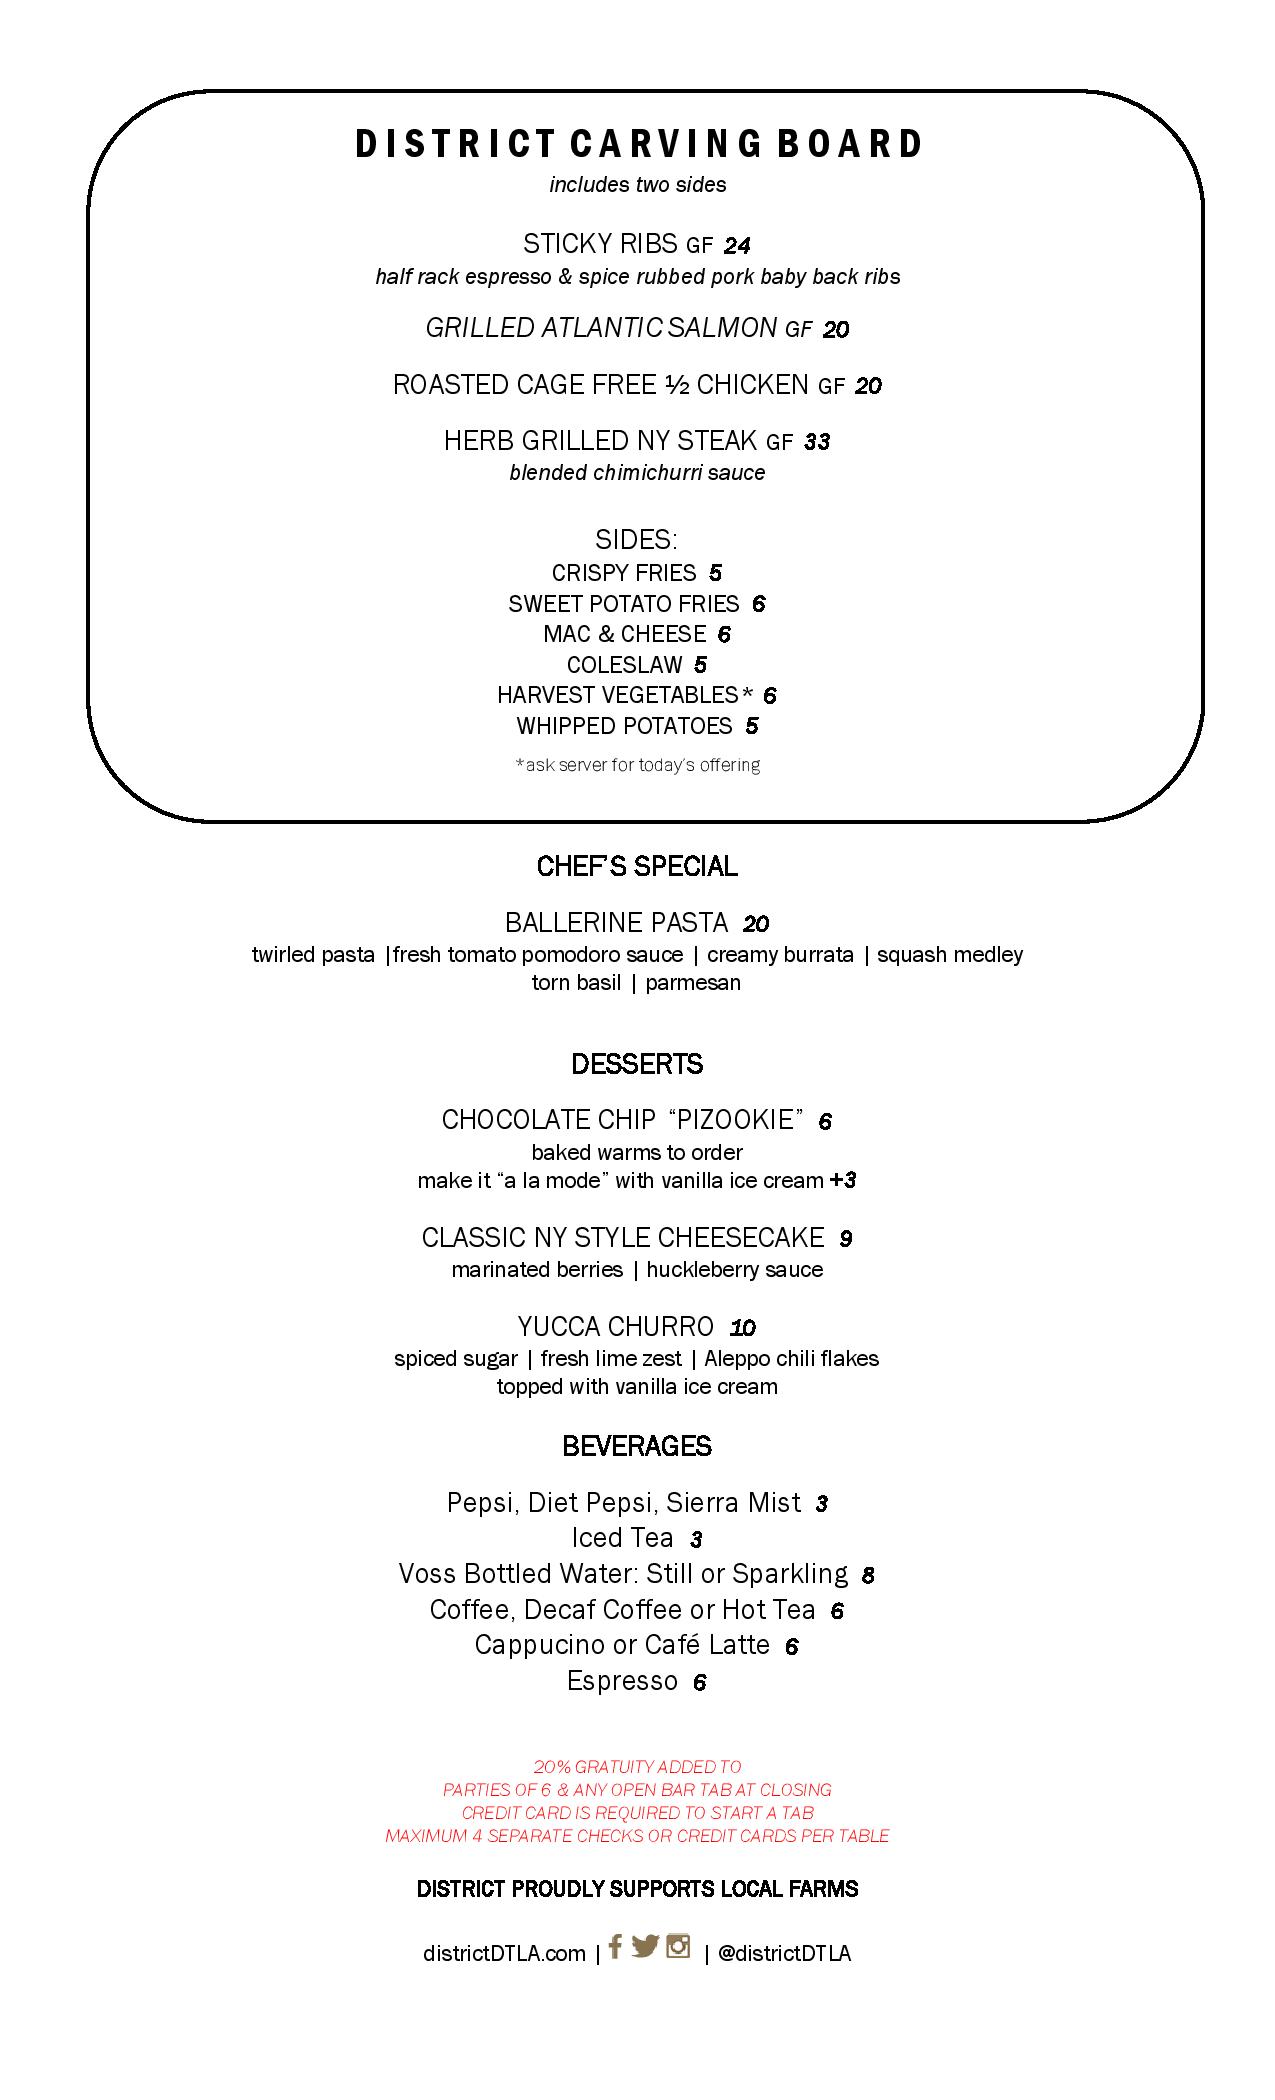 DISTRICT CARVING BOARD
includes two sides
STICKY RIBS GF 24
half rack espresso & spice rubbed pork baby back ribs
GRILLED ATLANTIC SALMON GF 20
ROASTED CAGE FREE ½ CHICKEN GF 20
HERB GRILLED NY STEAK GF 33
blended chimichurri sauce
SIDES:
CRISPY FRIES 5
SWEET POTATO FRIES 6
MAC & CHEESE 6
COLESLAW 5
HARVEST VEGETABLES* 6
WHIPPED POTATOES 5
*ask server for today's offering
CHEF'S SPECIAL
BALLERINE PASTA 20
twirled pasta |fresh tomato pomodoro sauce | creamy burrata | squash medley
torn basil | parmesan
DESSERTS
CHOCOLATE CHIP “PIZOOKIE” 6
baked warms to order
make it “a la mode” with vanilla ice cream +3
CLASSIC NY STYLE CHEESECAKE 9
marinated berries | huckleberry sauce
YUCCA CHURRO 10
spiced sugar | fresh lime zest | Aleppo chili flakes
topped with vanilla ice cream
BEVERAGES
Pepsi, Diet Pepsi, Sierra Mist 3
Iced Tea 3
Voss Bottled Water: Still or Sparkling 8
Coffee, Decaf Coffee or Hot Tea 6
Cappucino or Café Latte 6
Espresso 6
20% GRATUITY ADDED TO
PARTIES OF 6 & ANY OPEN BAR TAB AT CLOSING
CREDIT CARD IS REQUIRED TO START A TAB
MAXIMUM 4 SEPARATE CHECKS OR CREDIT CARDS PER TABLE
DISTRICT PROUDLY SUPPORTS LOCAL FARMS
districtDTLA.com | | @districtDTLA